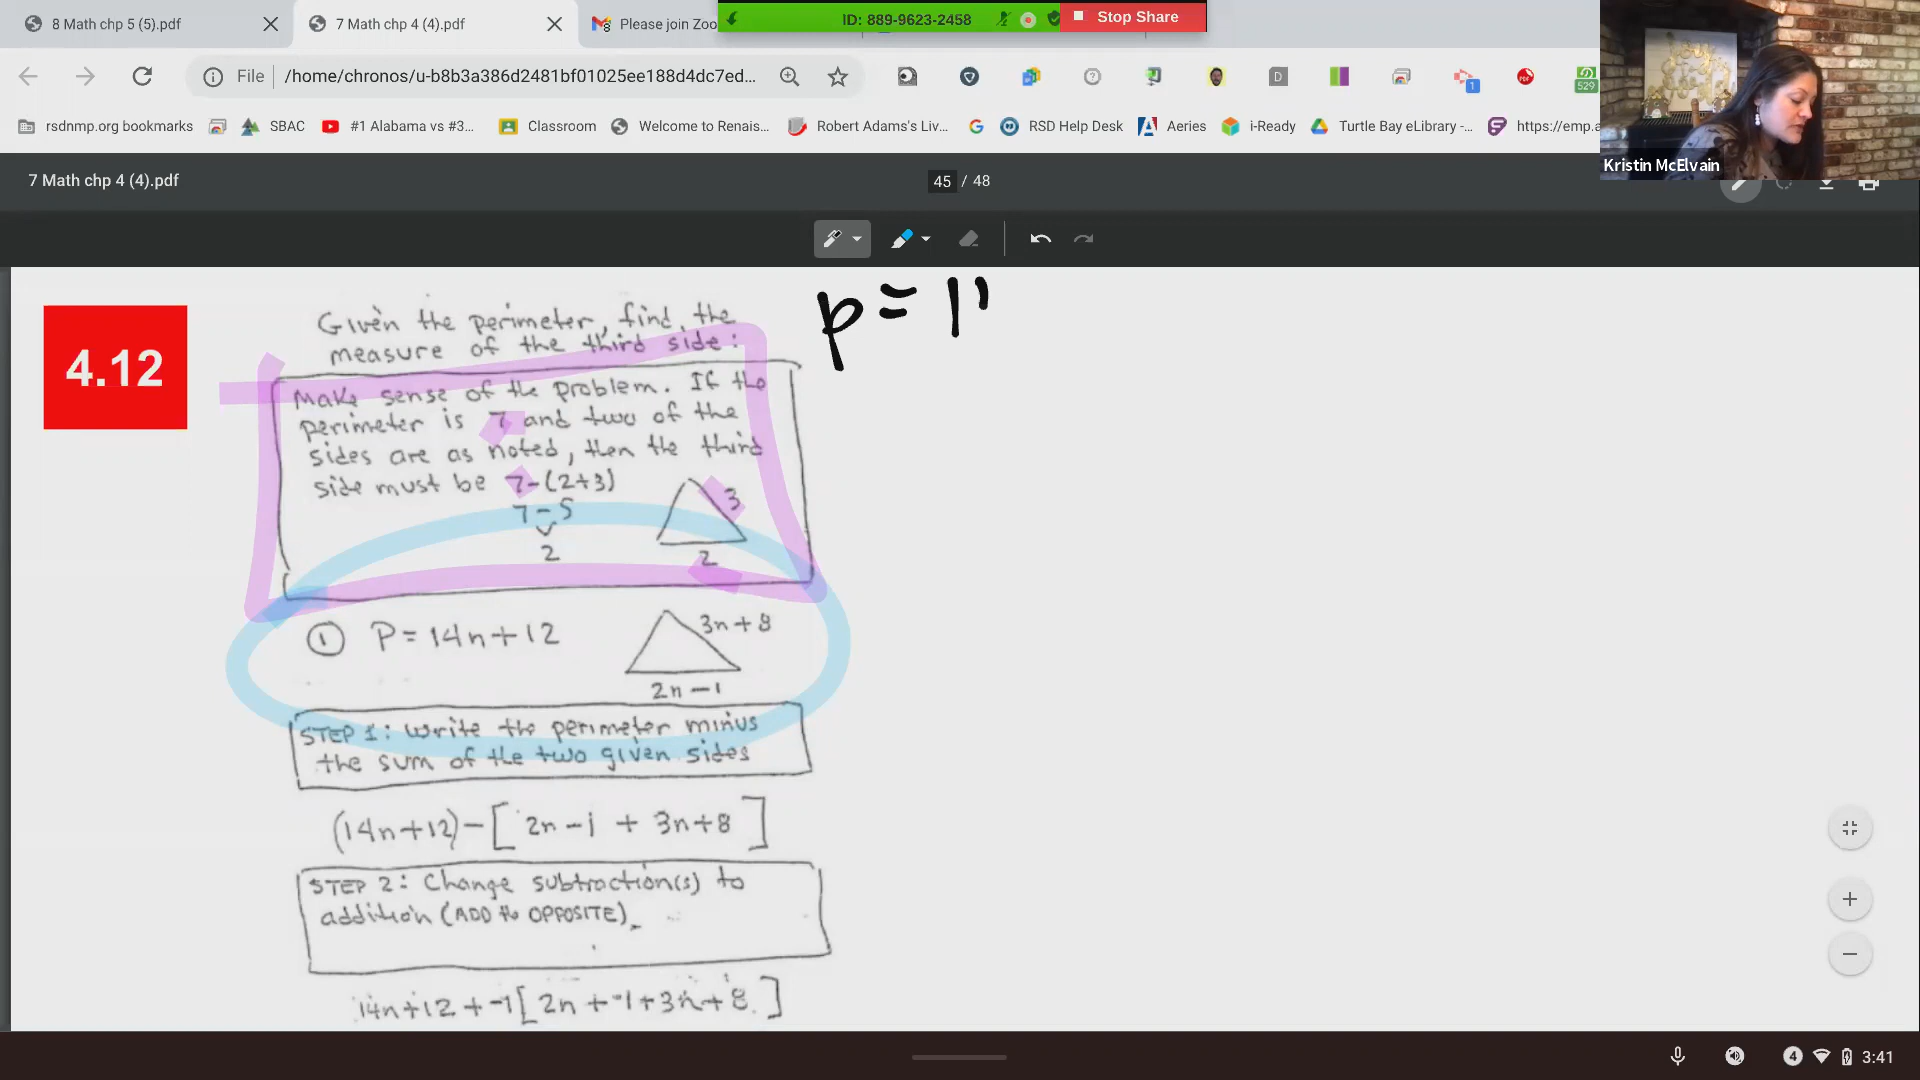 8 Math chp 5 (5).pdf
7 Math chp 4 (4).pdf
Please join Zoo
ID: 889-9623-2458
Stop Share
File
/home/chronos/u-b8b3a386d2481bf01025ee188d4dc7ed...
D
1
529
rsdnmp.org bookmarks
SBAC
#1 Alabama vs #3...
Classroom
Welcome to Renais...
Robert Adams's Liv...
RSD Help Desk
Aeries
i-Ready
Turtle Bay eLibrary -...
https://emp.a
Kristin McElvain
7 Math chp 4 (4).pdf
45 / 48
4.12
Given the perimeter, find the
measure of the third side:
p = 1
Make sense of the problem. If the
perimeter is 7 and two of the
sides are as noted, then the third
side must be 7-(2+3)
7-5
2
3
2
① P = 14n+12
3n+8
2n-1
STEP 1: Write the perimeter minus
the sum of the two given sides
(14n+12)-[2n-1 + 3n+8]
STEP 2: Change subtraction(s) to
addition (ADD the OPPOSITE).
14n+12+-1[2n+-1+3n+8]
4
3:41